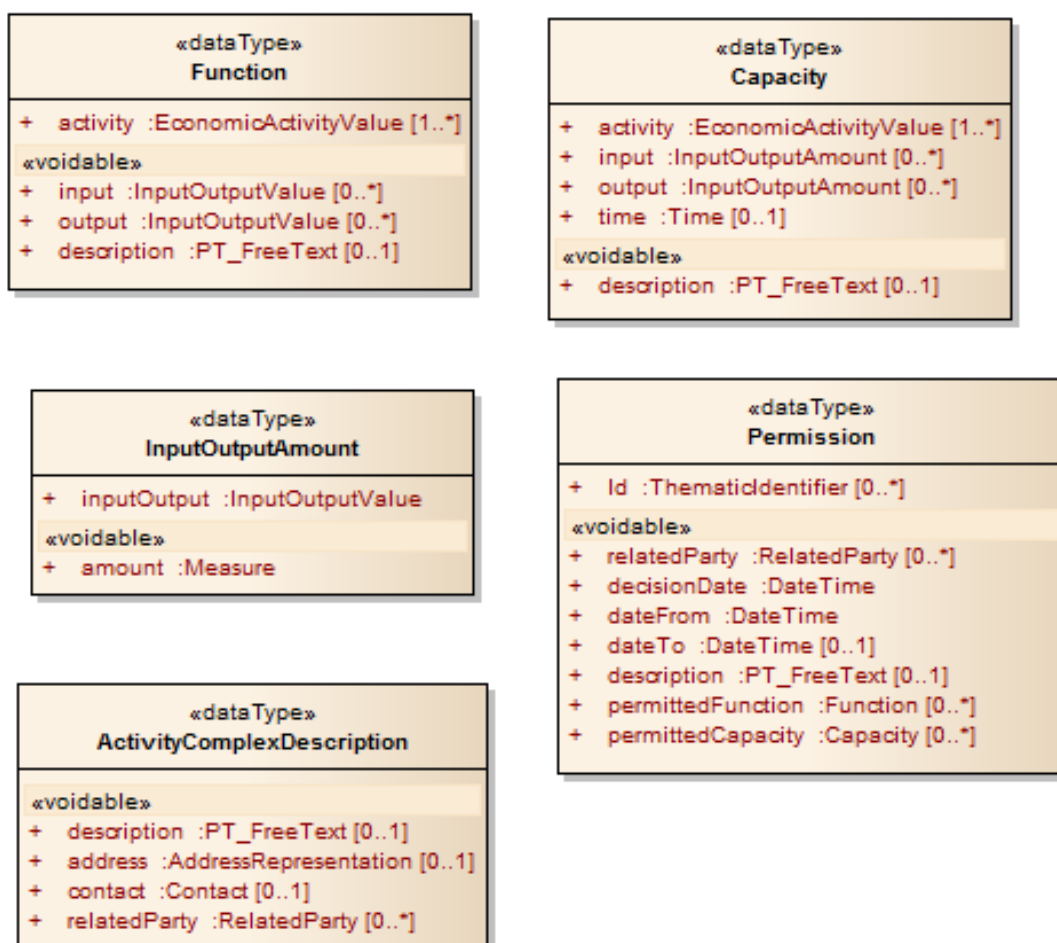 «dataType»
Function
+ activity :EconomicActivityValue [1..*]
«voidable»
+ input :InputOutputValue [0..*]
+ output :InputOutputValue [0..*]
+ description :PT_FreeText [0..1]
«dataType»
Capacity
+ activity :EconomicActivityValue [1..*]
+ input :InputOutputAmount [0..*]
+ output :InputOutputAmount [0..*]
+ time :Time [0..1]
«voidable»
+ description :PT_FreeText [0..1]
«dataType»
InputOutputAmount
+ inputOutput :InputOutputValue
«voidable»
+ amount :Measure
«dataType»
Permission
+ Id :ThematicIdentifier [0..*]
«voidable»
+ relatedParty :RelatedParty [0..*]
+ decisionDate :DateTime
+ dateFrom :DateTime
+ dateTo :DateTime [0..1]
+ description :PT_FreeText [0..1]
+ permittedFunction :Function [0..*]
+ permittedCapacity :Capacity [0..*]
«dataType»
ActivityComplexDescription
«voidable»
+ description :PT_FreeText [0..1]
+ address :AddressRepresentation [0..1]
+ contact :Contact [0..1]
+ relatedParty :RelatedParty [0..*]